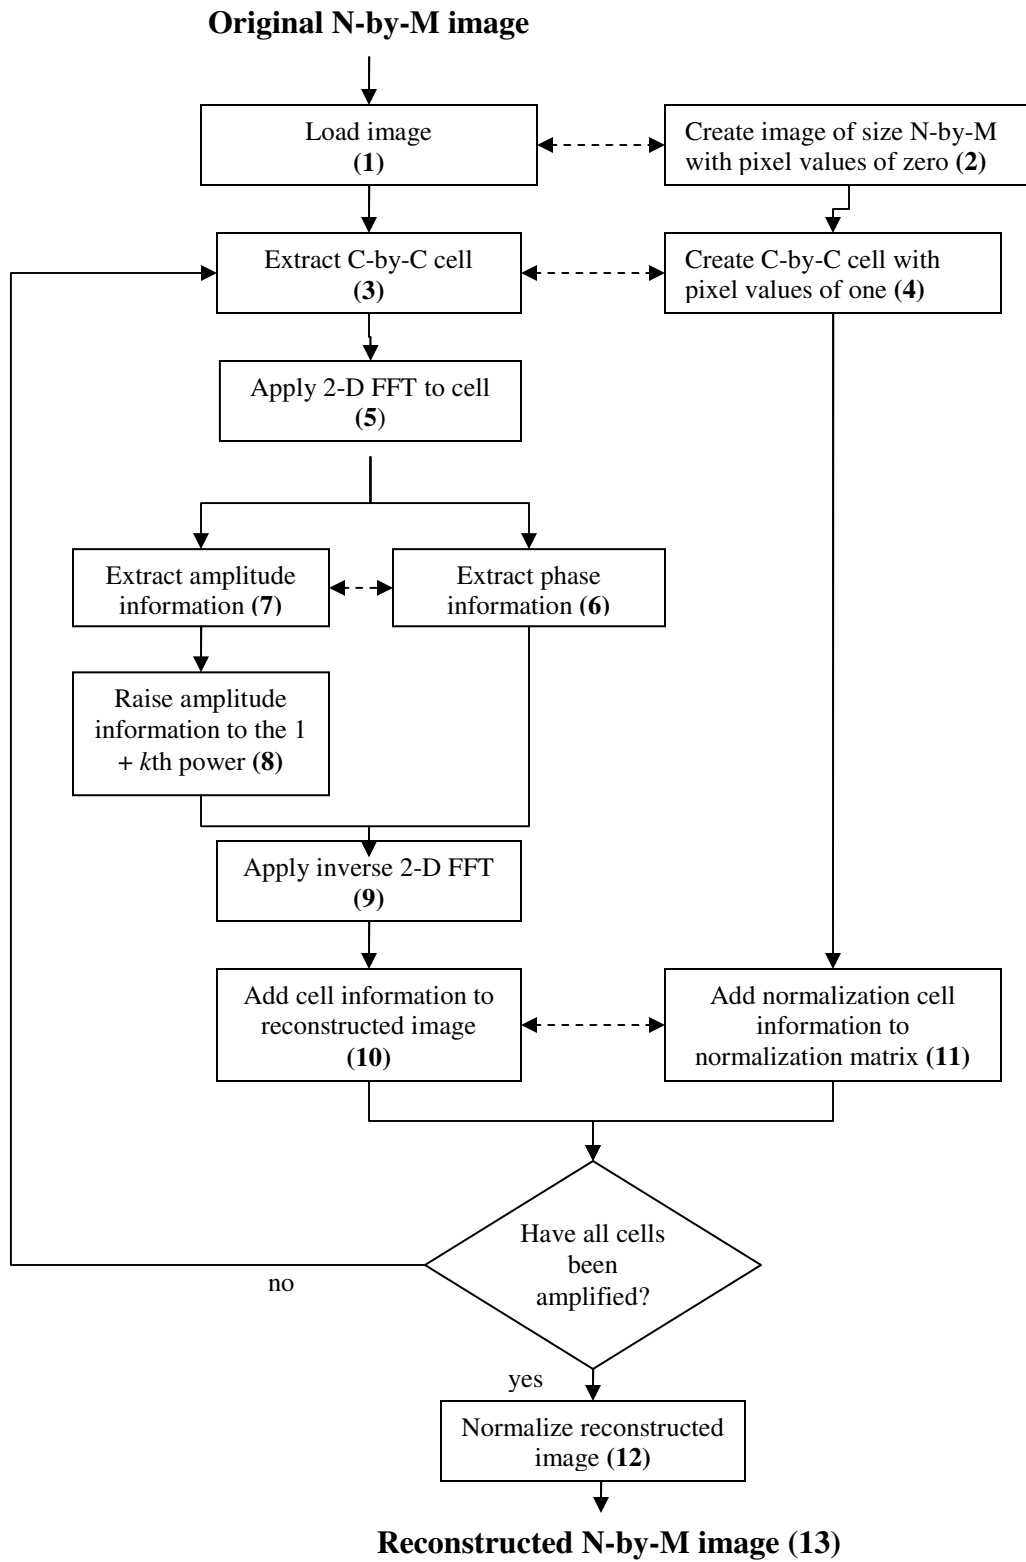 Original N-by-M image
Load image
(1)
Create image of size N-by-M
with pixel values of zero (2)
Extract C-by-C cell
(3)
Create C-by-C cell with
pixel values of one (4)
Apply 2-D FFT to cell
(5)
Extract amplitude
information (7)
Extract phase
information (6)
Raise amplitude
information to the 1
+ kth power (8)
Apply inverse 2-D FFT
(9)
Add cell information to
reconstructed image
(10)
Add normalization cell
information to
normalization matrix (11)
Have all cells
been
amplified?
no
yes
Normalize reconstructed
image (12)
Reconstructed N-by-M image (13)